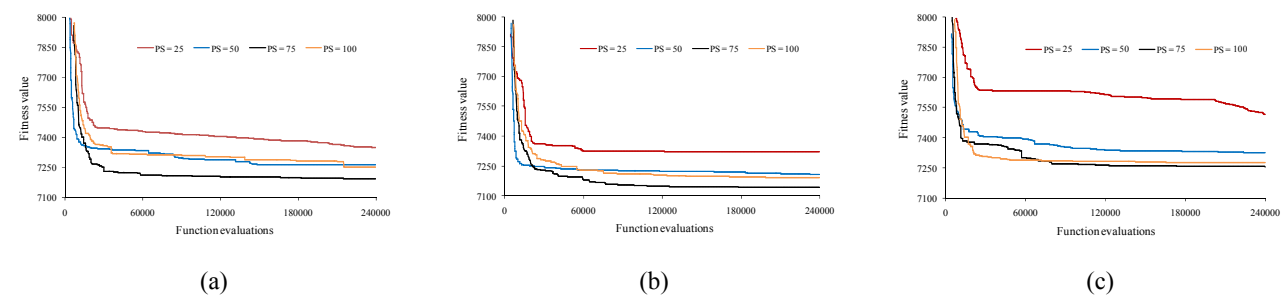 8000
7850
7700
7550
7400
7250
7100
Fitness value
PS = 25 PS = 50 PS = 75 PS = 100
0 60000 120000 180000 240000
Function evaluations
(a)
8000
7850
7700
7550
7400
7250
7100
Fitness value
PS = 25 PS = 50 PS = 75 PS = 100
0 60000 120000 180000 240000
Function evaluations
(b)
8000
7850
7700
7550
7400
7250
7100
Fitness value
PS = 25 PS = 50 PS = 75 PS = 100
0 60000 120000 180000 240000
Function evaluations
(c)